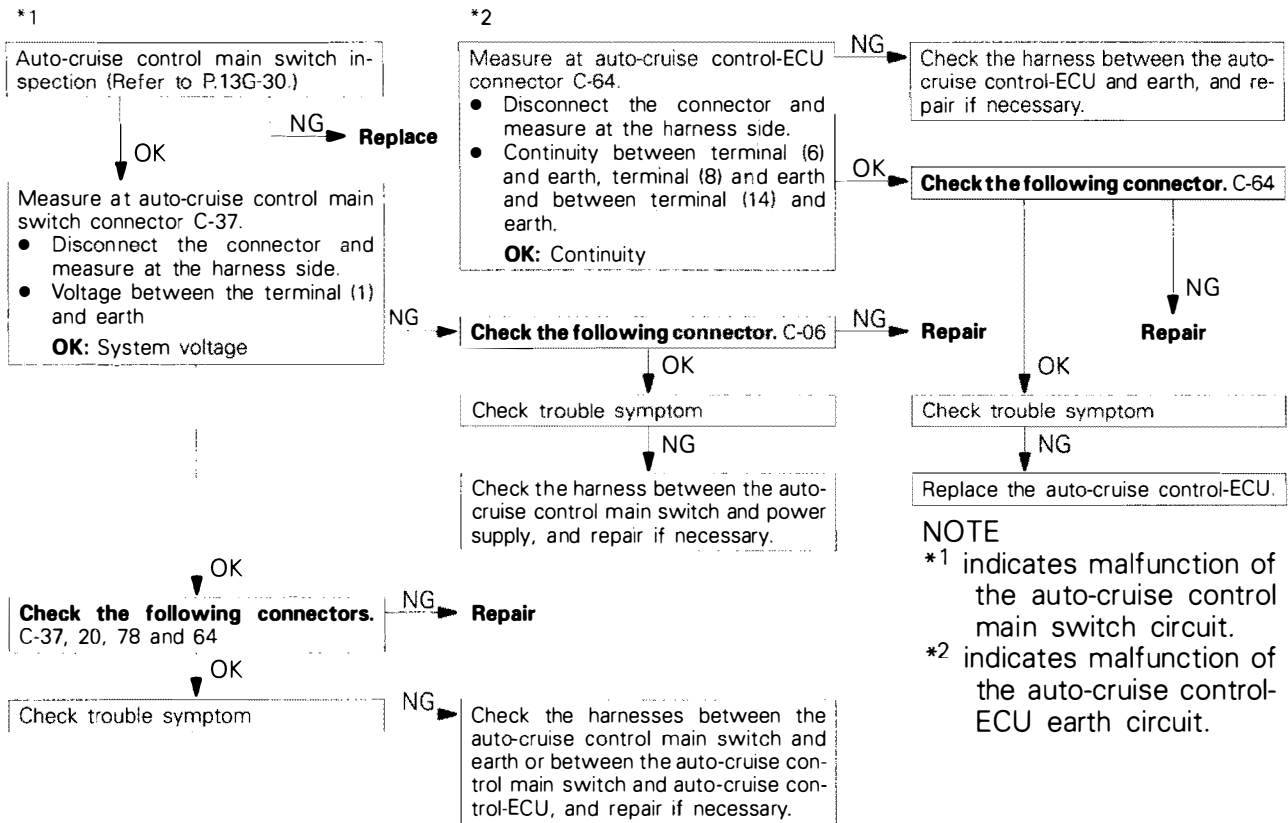 *1
Auto-cruise control main switch in-
spection (Refer to P.13G-30.)
NG
Replace
OK
Measure at auto-cruise control main
switch connector C-37.
● Disconnect the connector and
measure at the harness side.
● Voltage between the terminal (1)
and earth
OK: System voltage
NG
Check the following connector. C-06
NG
Repair
OK
Check trouble symptom
NG
Check the harness between the auto-
cruise control main switch and power
supply, and repair if necessary.
OK
Check the following connectors.
C-37, 20, 78 and 64
NG
Repair
OK
Check trouble symptom
NG
Check the harnesses between the
auto-cruise control main switch and
earth or between the auto-cruise con-
trol main switch and auto-cruise con-
trol-ECU, and repair if necessary.
*2
Measure at auto-cruise control-ECU
connector C-64.
● Disconnect the connector and
measure at the harness side.
● Continuity between terminal (6)
and earth, terminal (8) and earth
and between terminal (14) and
earth.
OK: Continuity
NG
Check the harness between the auto-
cruise control-ECU and earth, and re-
pair if necessary.
OK
Check the following connector. C-64
NG
Repair
OK
Check trouble symptom
NG
Replace the auto-cruise control-ECU.
NOTE
*1 indicates malfunction of
the auto-cruise control
main switch circuit.
*2 indicates malfunction of
the auto-cruise control-
ECU earth circuit.